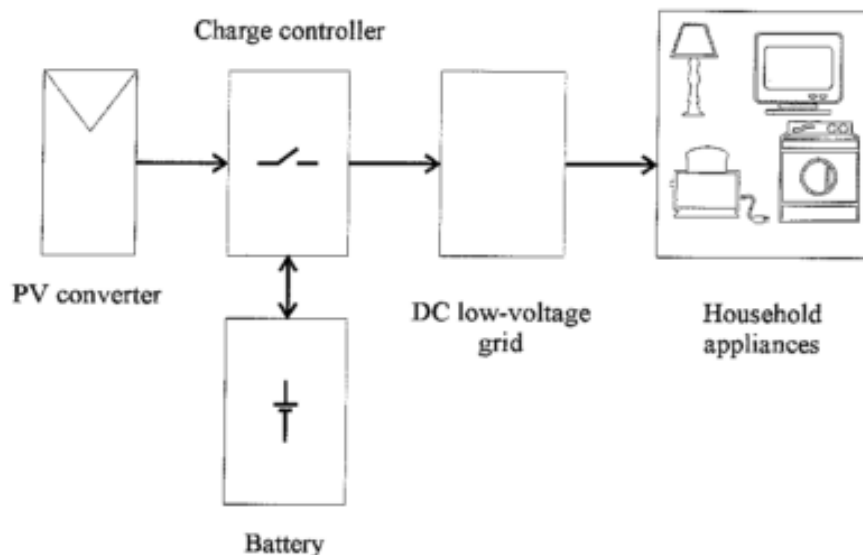 Charge controller
PV converter
DC low-voltage
grid
Household
appliances
Battery